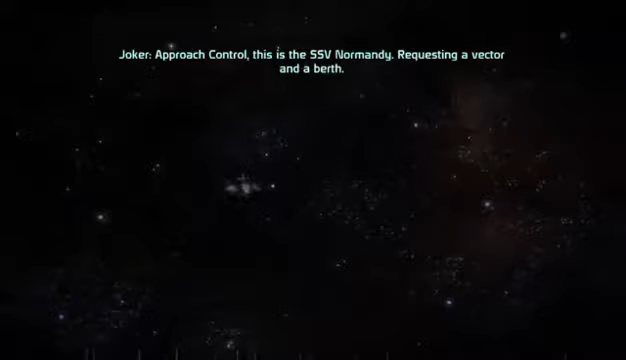 Joker: Approach Control, this is the SSV Normandy. Requesting a vector
and a berth.